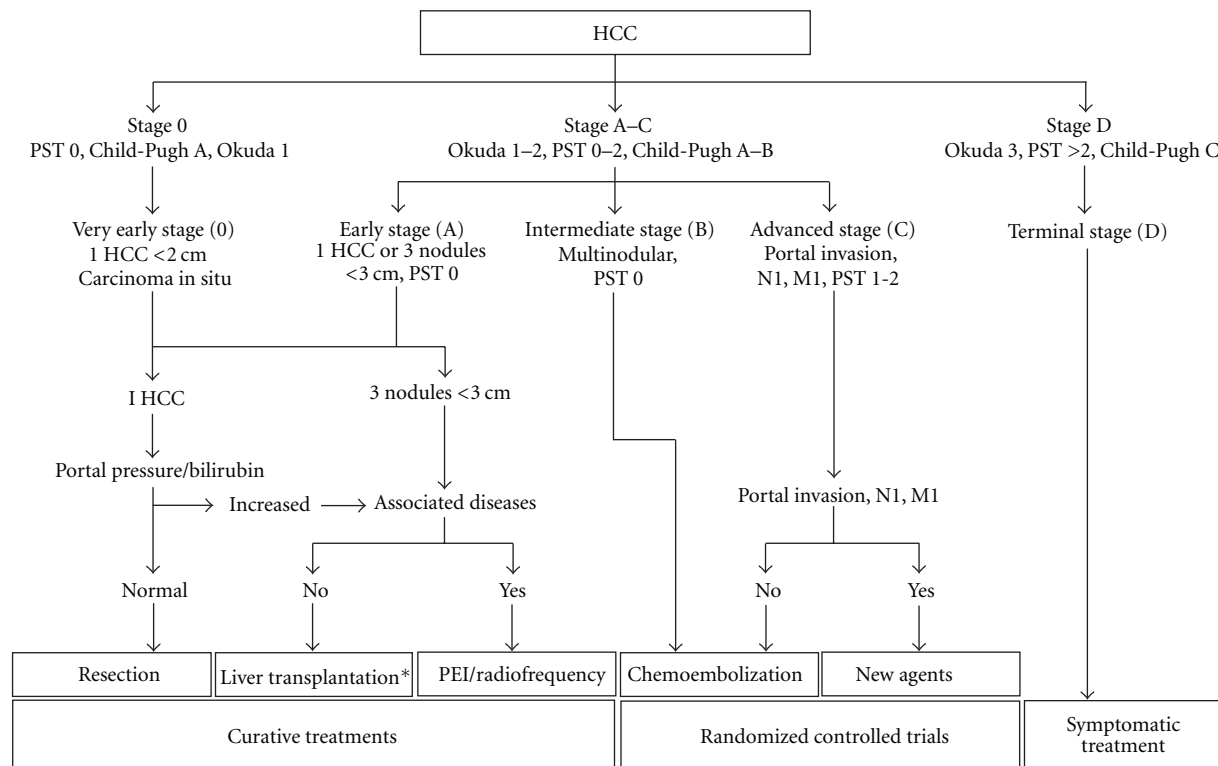 HCC
Stage 0
PST 0, Child-Pugh A, Okuda 1
Stage A–C
Okuda 1–2, PST 0–2, Child-Pugh A–B
Stage D
Okuda 3, PST >2, Child-Pugh C
Very early stage (0)
1 HCC <2 cm
Carcinoma in situ
Early stage (A)
1 HCC or 3 nodules
<3 cm, PST 0
Intermediate stage (B)
Multinodular,
PST 0
Advanced stage (C)
Portal invasion,
N1, M1, PST 1-2
Terminal stage (D)
I HCC
3 nodules <3 cm
Portal pressure/bilirubin
Increased
Associated diseases
Portal invasion, N1, M1
Normal
No
Yes
No
Yes
Resection
Liver transplantation*
PEI/radiofrequency
Chemoembolization
New agents
Curative treatments
Randomized controlled trials
Symptomatic
treatment